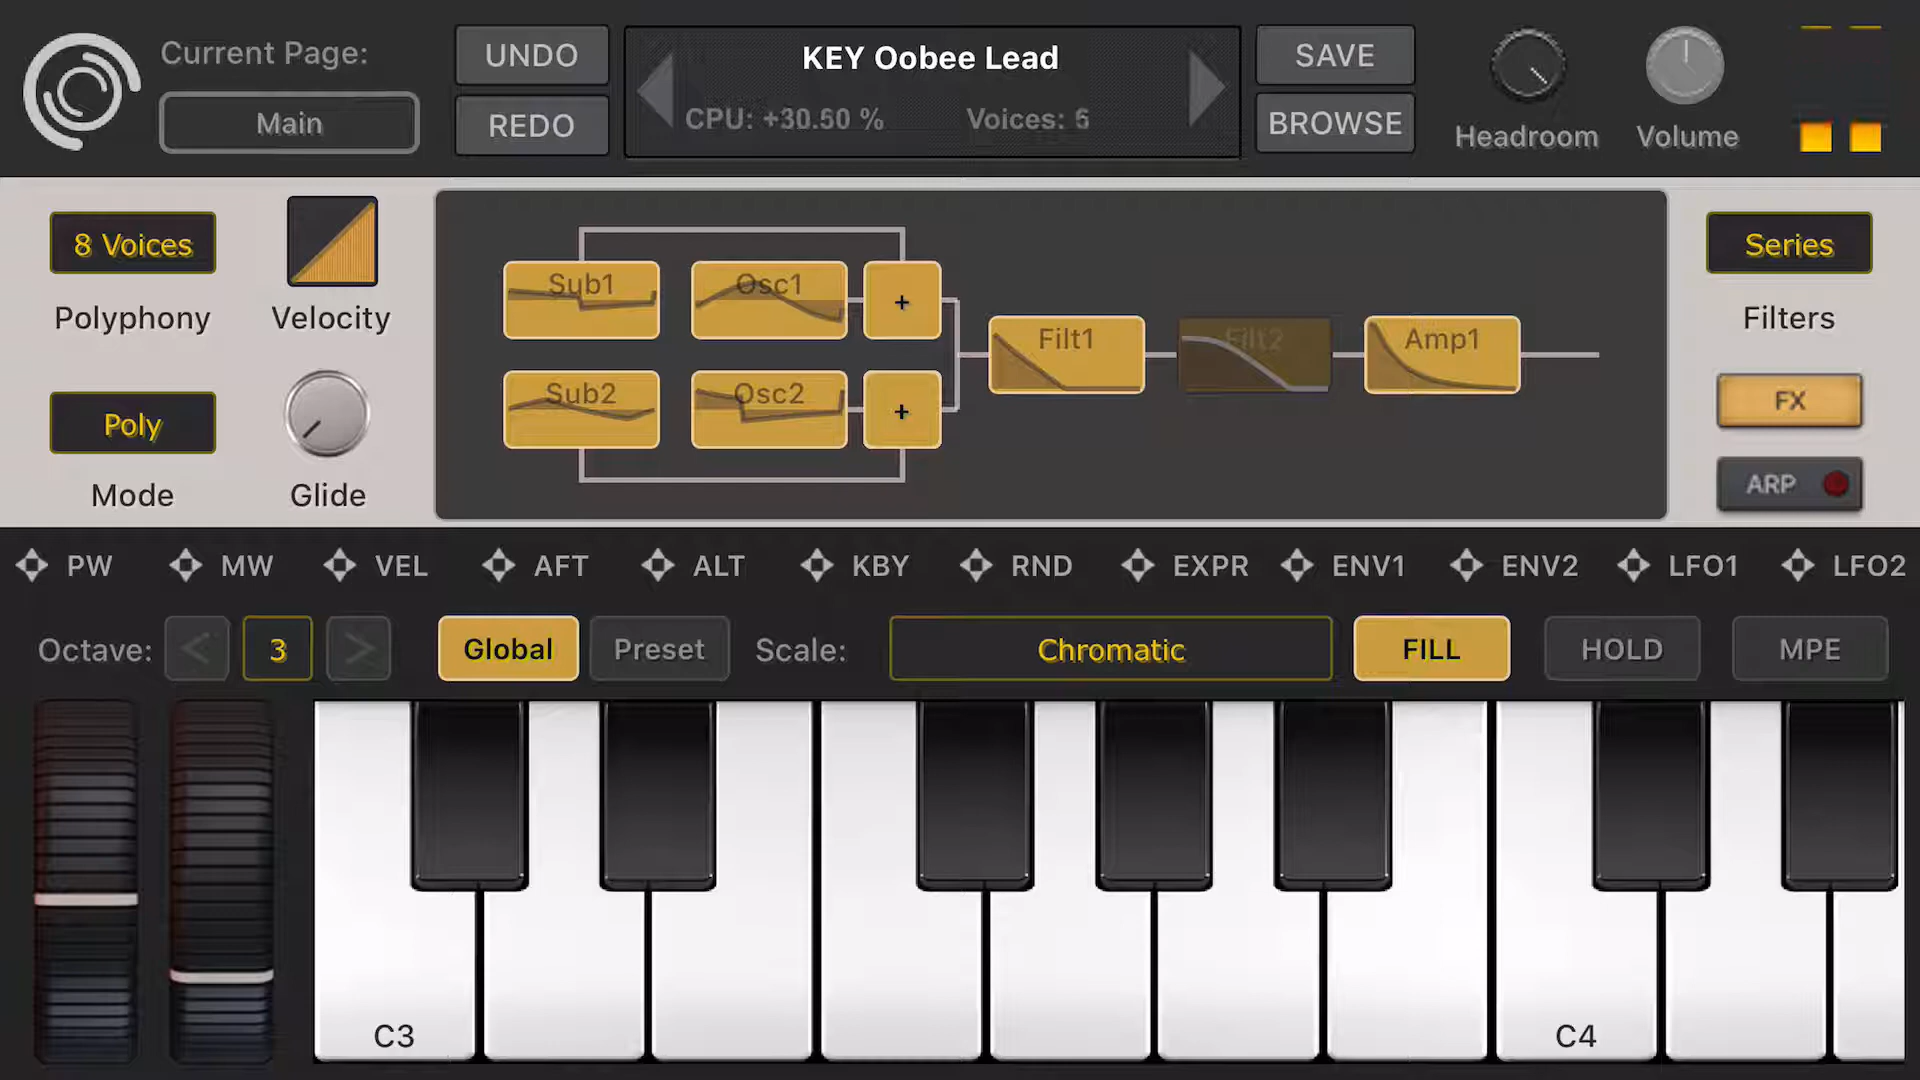 Current Page:
Main
UNDO
REDO
KEY Oobee Lead
CPU: +30.50 %
Voices: 6
SAVE
BROWSE
Headroom
Volume
8 Voices
Polyphony
Velocity
Poly
Mode
Glide
Sub1
Osc1
+
Sub2
Osc2
+
Filt1
Filt2
Amp1
Series
Filters
FX
ARP
PW
MW
VEL
AFT
ALT
KBY
RND
EXPR
ENV1
ENV2
LFO1
LFO2
Octave:
<
3
>
Global
Preset
Scale:
Chromatic
FILL
HOLD
MPE
C3
C4